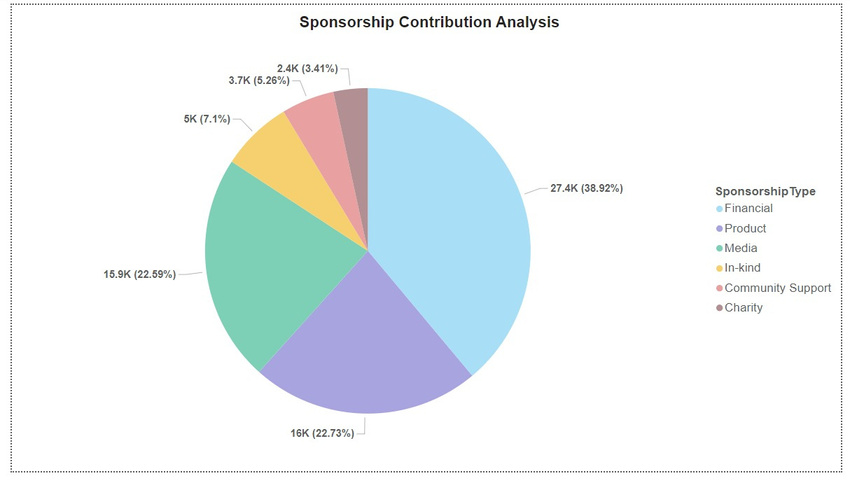 Sponsorship Contribution Analysis
2.4K (3.41%)
3.7K (5.26%)
5K (7.1%)
27.4K (38.92%)
15.9K (22.59%)
16K (22.73%)
SponsorshipType
Financial
Product
Media
In-kind
Community Support
Charity